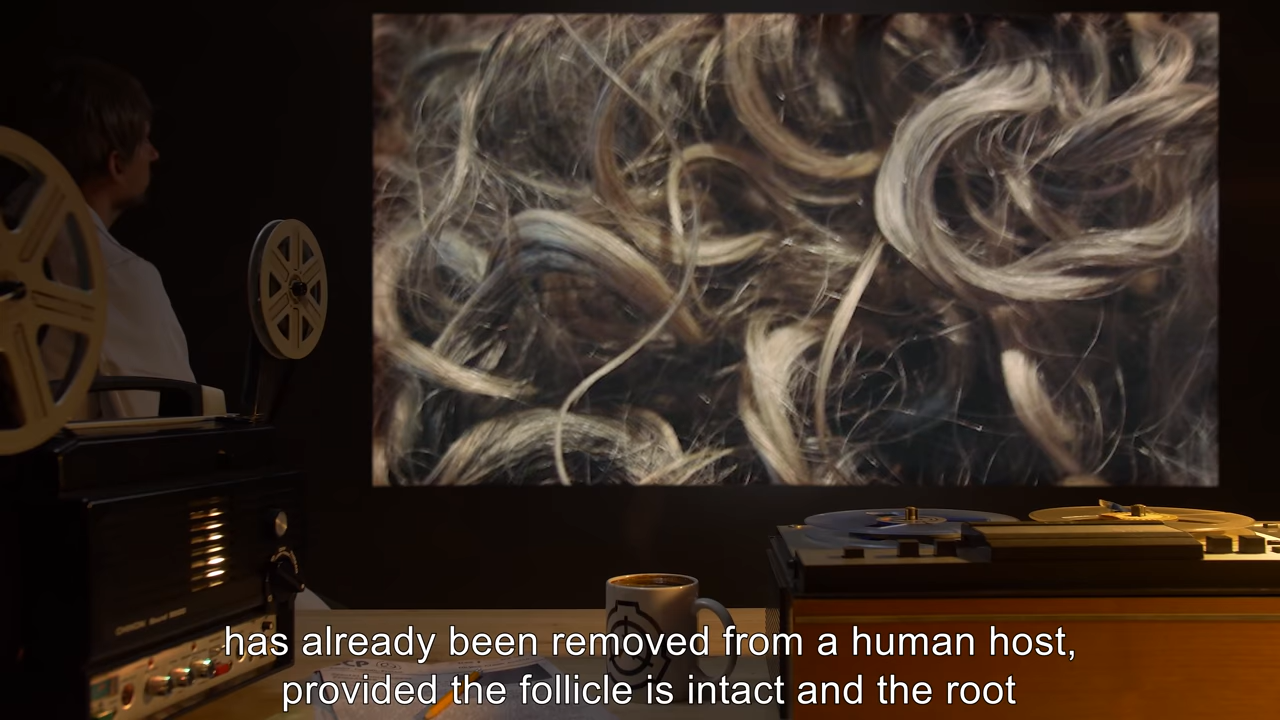 has already been removed from a human host,
provided the follicle is intact and the root